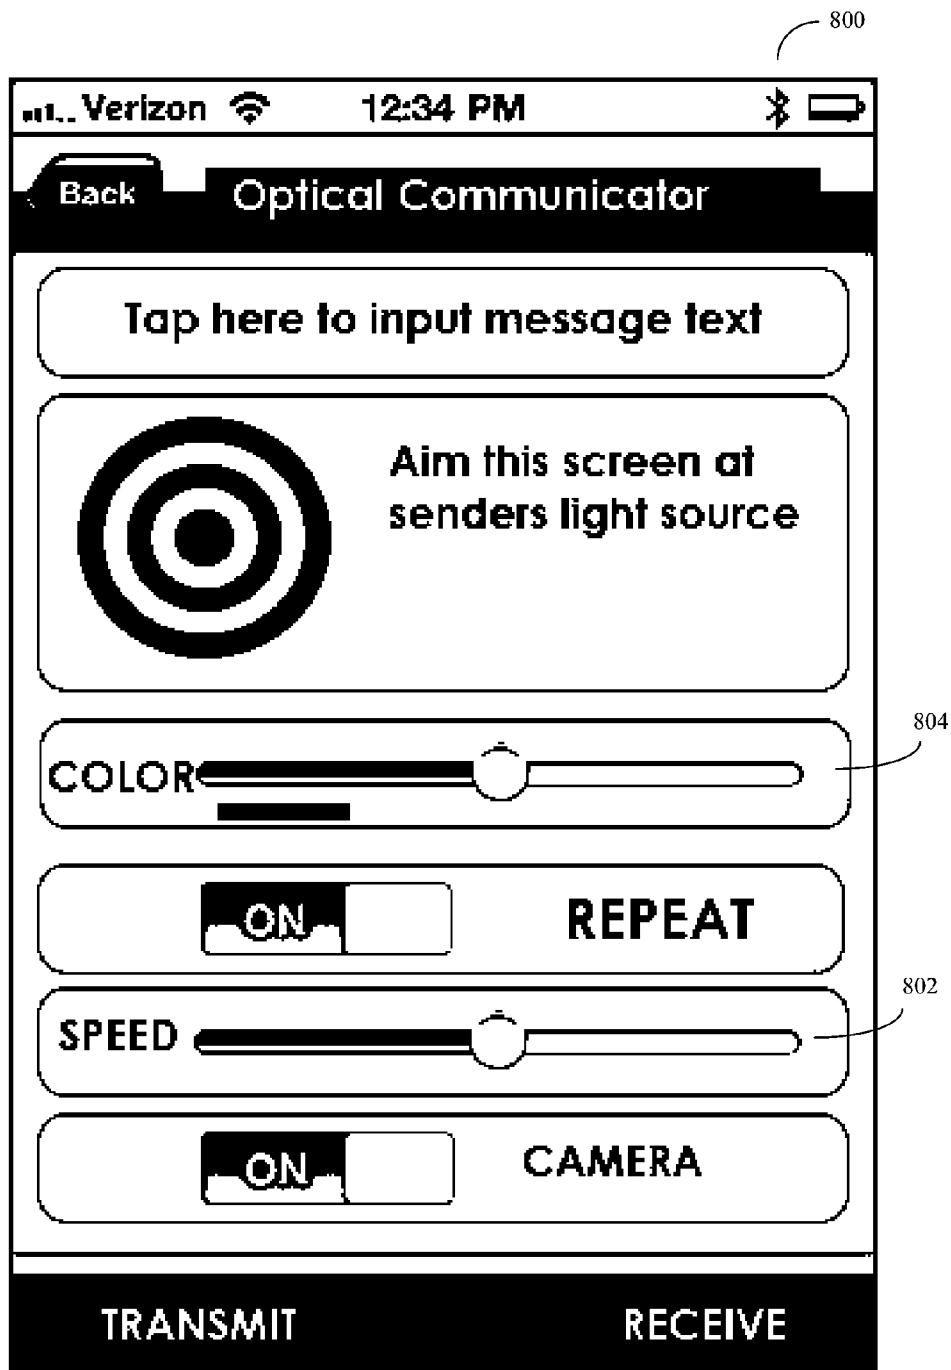 800
Verizon 12:34 PM
Back Optical Communicator
Tap here to input message text
Aim this screen at
senders light source
804
COLOR
ON REPEAT
802
SPEED
ON CAMERA
TRANSMIT RECEIVE